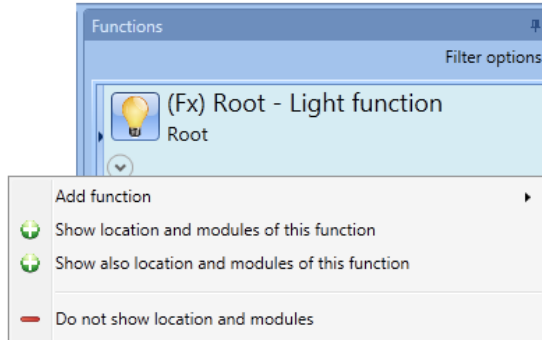 Functions
Filter options
(Fx) Root - Light function
Root
Add function
Show location and modules of this function
Show also location and modules of this function
Do not show location and modules